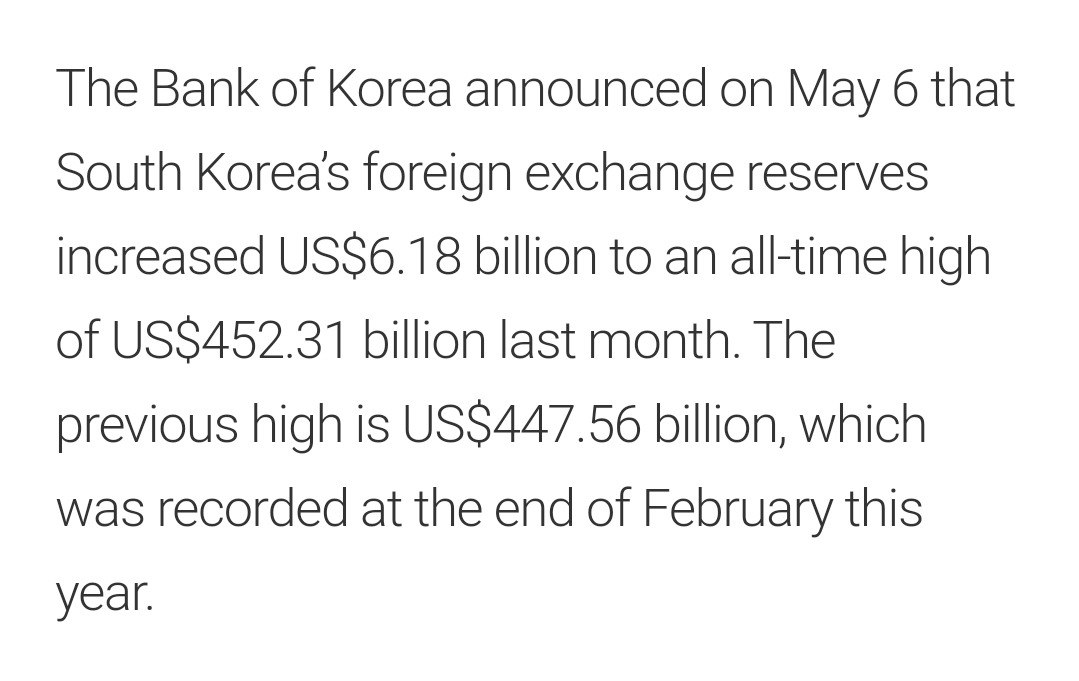 The Bank of Korea announced on May 6 that
South Korea’s foreign exchange reserves
increased US$6.18 billion to an all-time high
of US$452.31 billion last month. The
previous high is US$447.56 billion, which
was recorded at the end of February this
year.